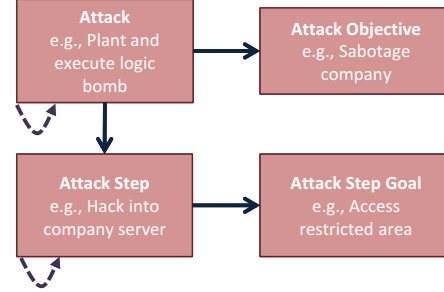 Attack
e.g., Plant and
execute logic
bomb
Attack Objective
e.g., Sabotage
company
Attack Step
e.g., Hack into
company server
Attack Step Goal
e.g., Access
restricted area